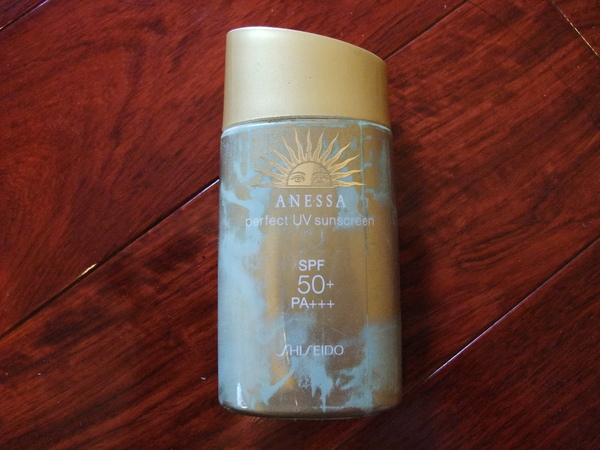 ANESSA
perfect UV sunscreen
SPF
50+
PA+++
SHISEIDO